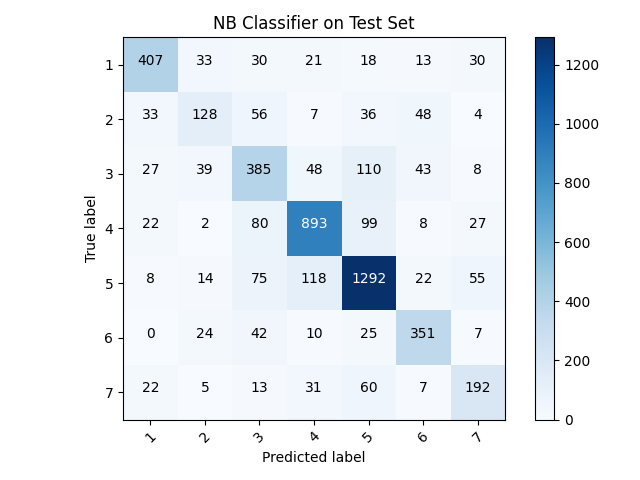 NB Classifier on Test Set
1 407 33 30 21 18 13 30
2 33 128 56 7 36 48 4
3 27 39 385 48 110 43 8
4 22 2 80 893 99 8 27
5 8 14 75 118 1292 22 55
6 0 24 42 10 25 351 7
7 22 5 13 31 60 7 192
1 2 3 4 5 6 7
True label
Predicted label
1200
1000
800
600
400
200
0